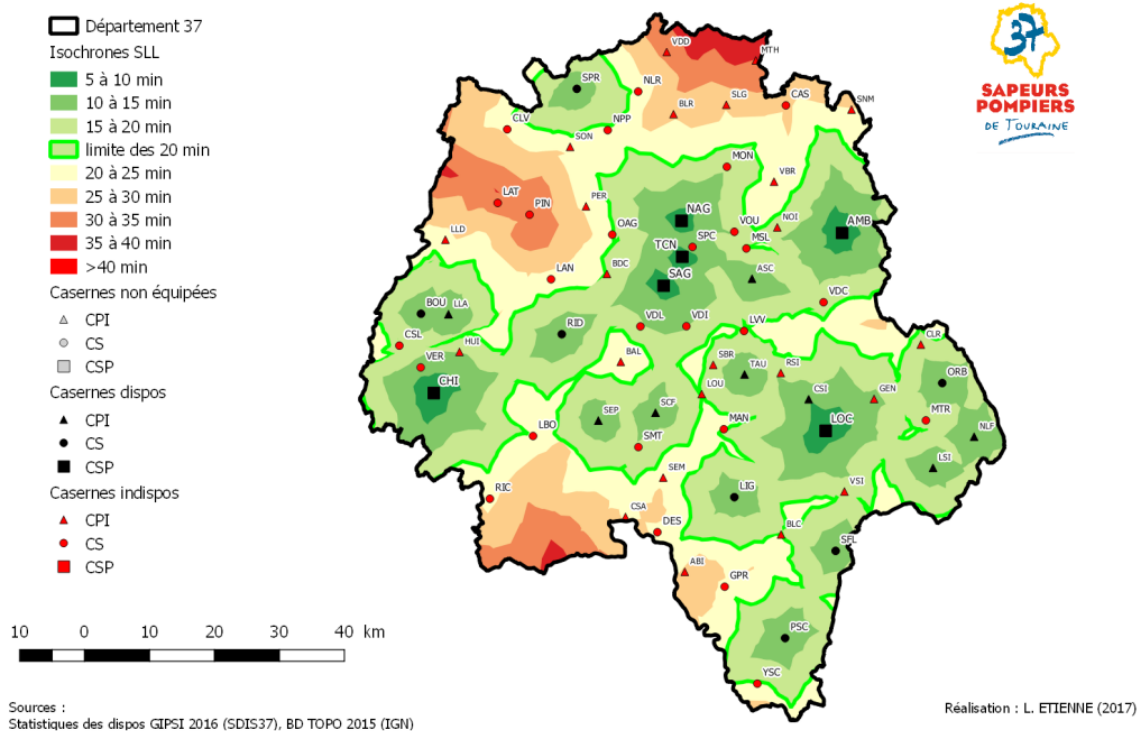 Département 37
Isochrones SLL
5 à 10 min
10 à 15 min
15 à 20 min
limite des 20 min
20 à 25 min
25 à 30 min
30 à 35 min
35 à 40 min
>40 min
Casernes non équipées
CPI
CS
CSP
Casernes dispos
CPI
CS
CSP
Casernes indispos
CPI
CS
CSP
10 0 10 20 30 40 km
Sources :
Statistiques des dispos GIPSI 2016 (SDIS37), BD TOPO 2015 (IGN)
37
SAPEURS
POMPIERS
DE TOURAINE
Réalisation : L. ETIENNE (2017)
VDD
MTH
SPR
NLR
BLR
SLG
CAS
SNM
CLV
NPP
SON
MON
VBR
LAT
PIN
PER
NAG
OAG
VOU
NOI
AMB
LLD
TCN
SPC
MSL
LAN
BDC
SAG
ASC
BOU
LLA
VDC
CSL
HUI
RID
VDL
VDI
LVV
VER
BAL
SBR
TAU
RSI
CLR
CHI
LOU
CSI
GEN
ORB
SEP
SCF
LBO
SMT
MAN
LOC
MTR
NLF
LSI
SEM
RIC
LIG
VSI
CSA
DES
BLC
SFL
ABI
GPR
PSC
YSC